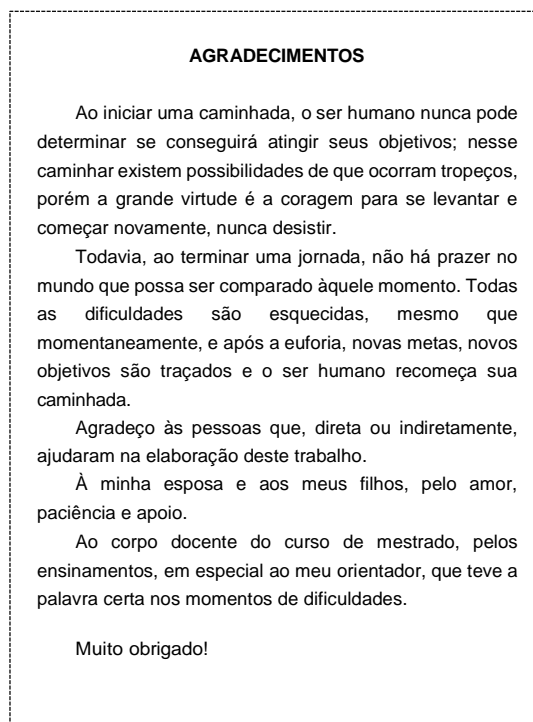 AGRADECIMENTOS
Ao iniciar uma caminhada, o ser humano nunca pode
determinar se conseguirá atingir seus objetivos; nesse
caminhar existem possibilidades de que ocorram tropeços,
porém a grande virtude é a coragem para se levantar e
começar novamente, nunca desistir.
Todavia, ao terminar uma jornada, não há prazer no
mundo que possa ser comparado àquele momento. Todas
as dificuldades são esquecidas, mesmo que
momentaneamente, e após a euforia, novas metas, novos
objetivos são traçados e o ser humano recomeça sua
caminhada.
Agradeço às pessoas que, direta ou indiretamente,
ajudaram na elaboração deste trabalho.
À minha esposa e aos meus filhos, pelo amor,
paciência e apoio.
Ao corpo docente do curso de mestrado, pelos
ensinamentos, em especial ao meu orientador, que teve a
palavra certa nos momentos de dificuldades.
Muito obrigado!